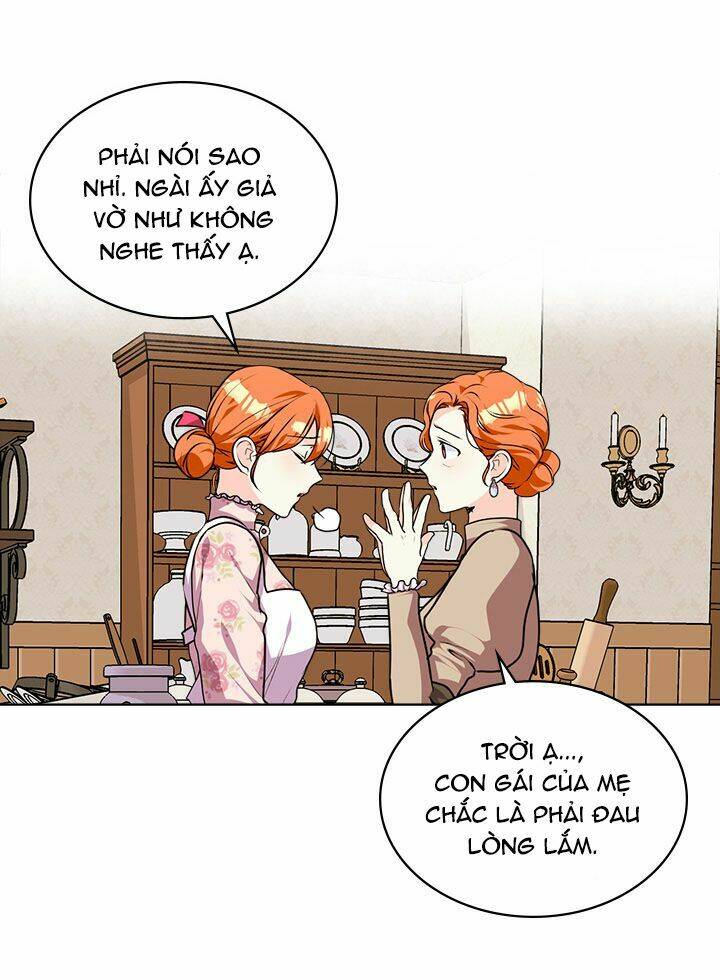 PHẢI NÓI SAO
NHỈ. NGÀI ẤY GIẢ
VỜ NHƯ KHÔNG
NGHE THẤY Ạ.
TRỜI Ạ...,
CON GÁI CỦA MẸ
CHẮC LÀ PHẢI ĐAU
LÒNG LẮM.